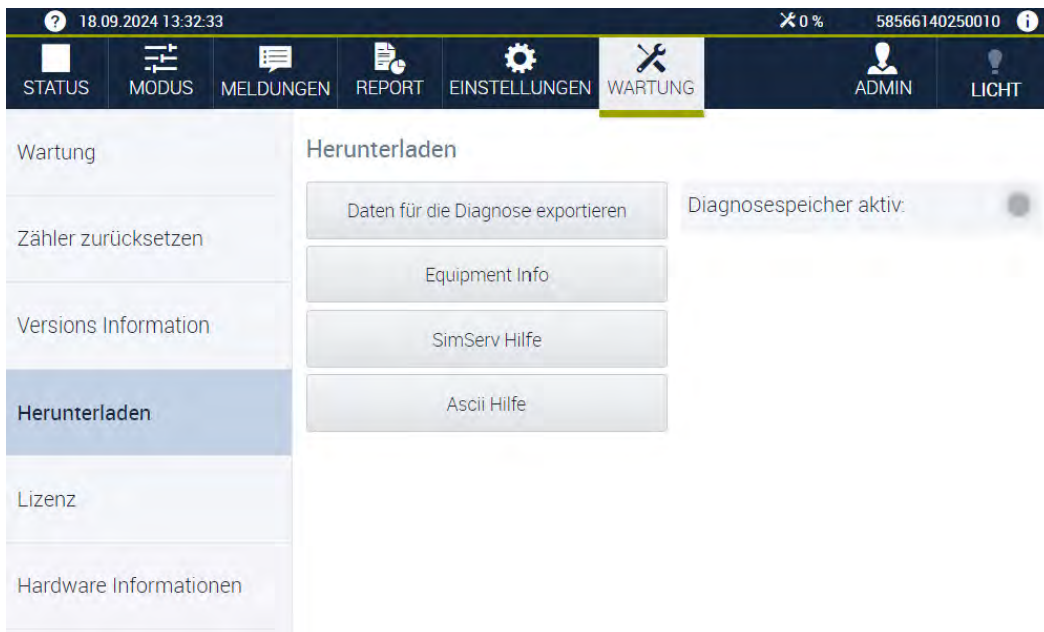 18.09.2024 13:32:33
0 %
58566140250010
STATUS
MODUS
MELDUNGEN
REPORT
EINSTELLUNGEN
WARTUNG
ADMIN
LICHT
Wartung
Zähler zurücksetzen
Versions Information
Herunterladen
Lizenz
Hardware Informationen
Herunterladen
Daten für die Diagnose exportieren
Diagnosespeicher aktiv:
Equipment Info
SimServ Hilfe
Ascii Hilfe